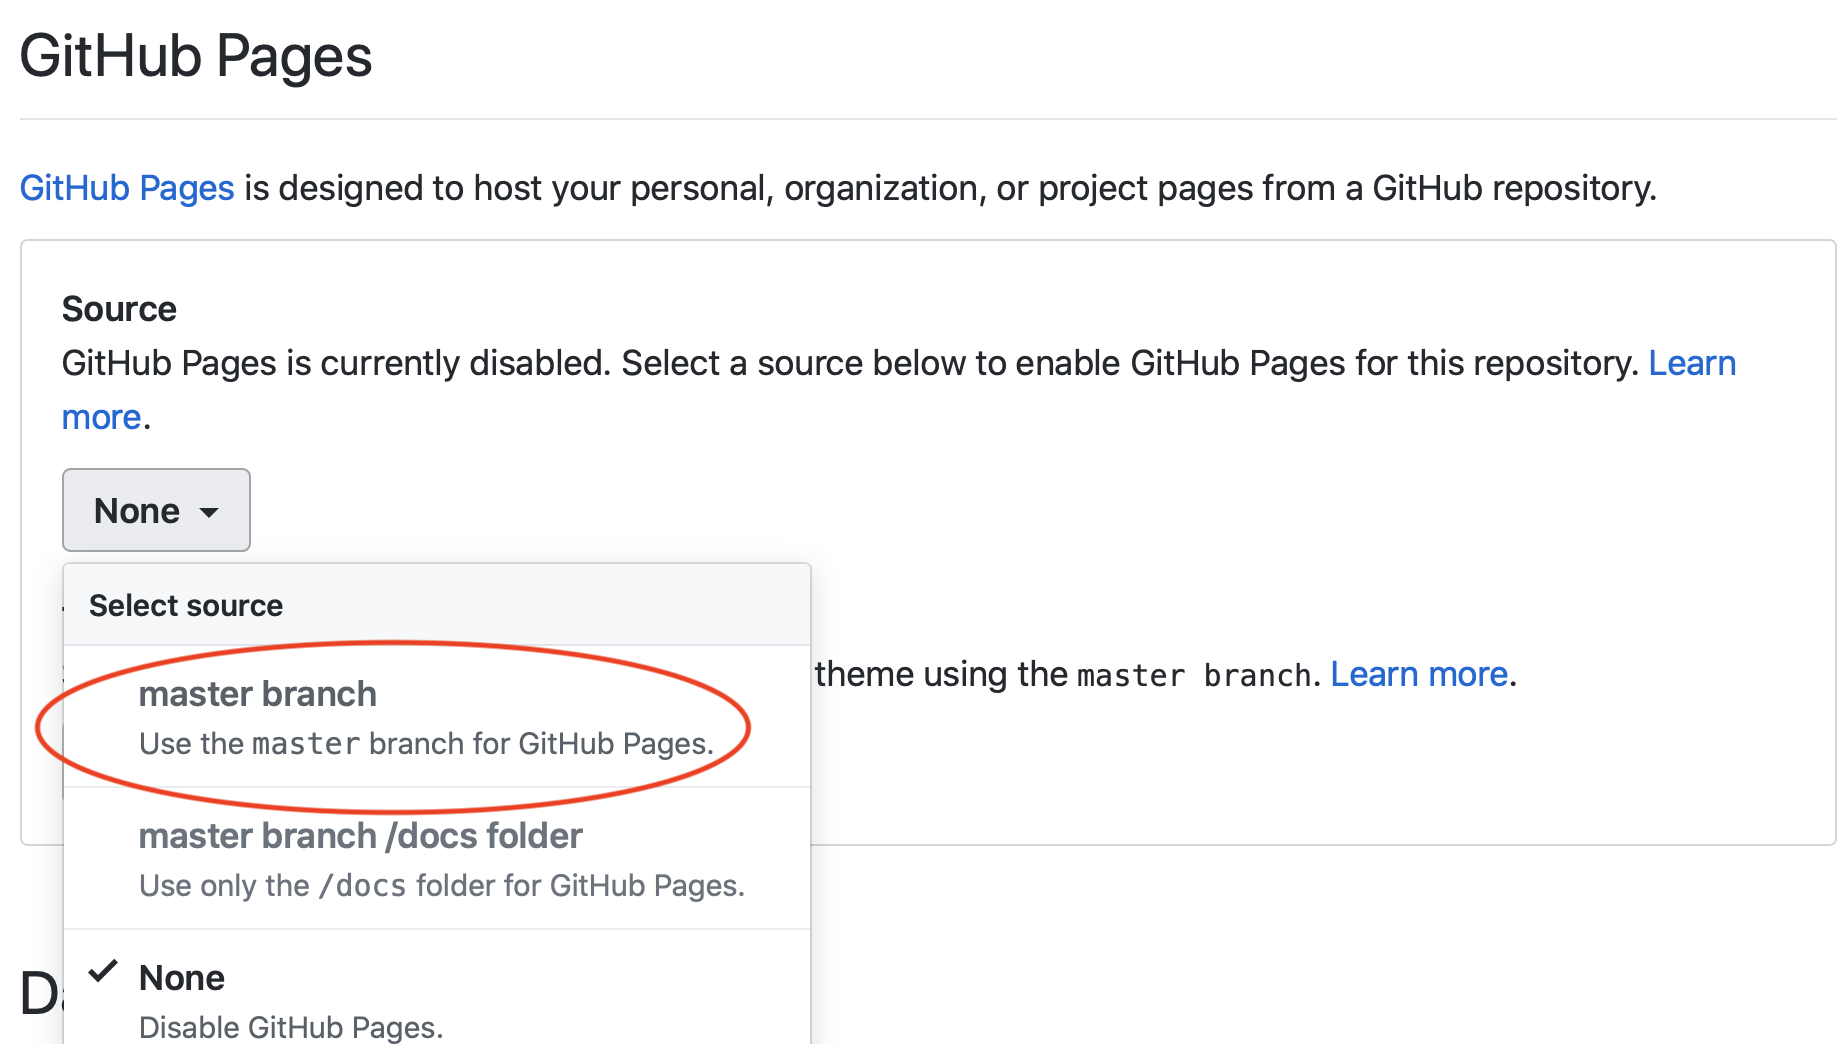 GitHub Pages
GitHub Pages is designed to host your personal, organization, or project pages from a GitHub repository.
Source
GitHub Pages is currently disabled. Select a source below to enable GitHub Pages for this repository. Learn
more.
None
Select source
theme using the master branch. Learn more.
master branch
Use the master branch for GitHub Pages.
master branch /docs folder
Use only the /docs folder for GitHub Pages.
None
Disable GitHub Pages.